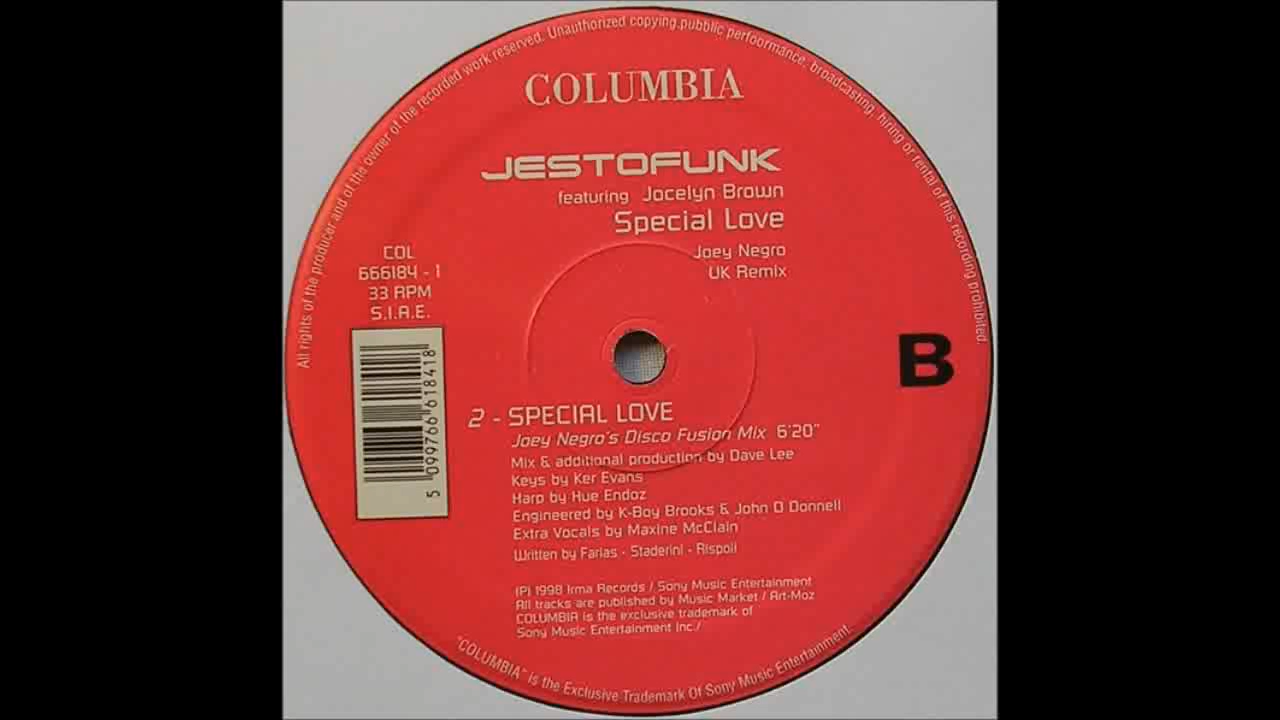 All rights of the producer and of the owner of the recorded work reserved. Unauthorized copying,pubblic perfoormance, broadcasting, hiring or rental of this recording prohibited.
COLUMBIA
JESTOFUNK
featuring Jocelyn Brown
Special Love
Joey Negro
UK Remix
COL
666184 - 1
33 RPM
S.I.A.E.
5 099766 618418
B
2 - SPECIAL LOVE
Joey Negro's Disco Fusion Mix 6'20"
Mix & additional production by Dave Lee
Keys by Ker Evans
Harp by Hue Endoz
Engineered by K-Boy Brooks & John O Donnell
Extra Vocals by Maxine McClain
Written by Farias - Staderini - Rispoli
(P) 1998 Irma Records / Sony Music Entertainment
All tracks are published by Music Market / Art-Moz
COLUMBIA is the exclusive trademark of
Sony Music Entertainment Inc./
"COLUMBIA" is the Exclusive Trademark Of Sony Music Entertainment.